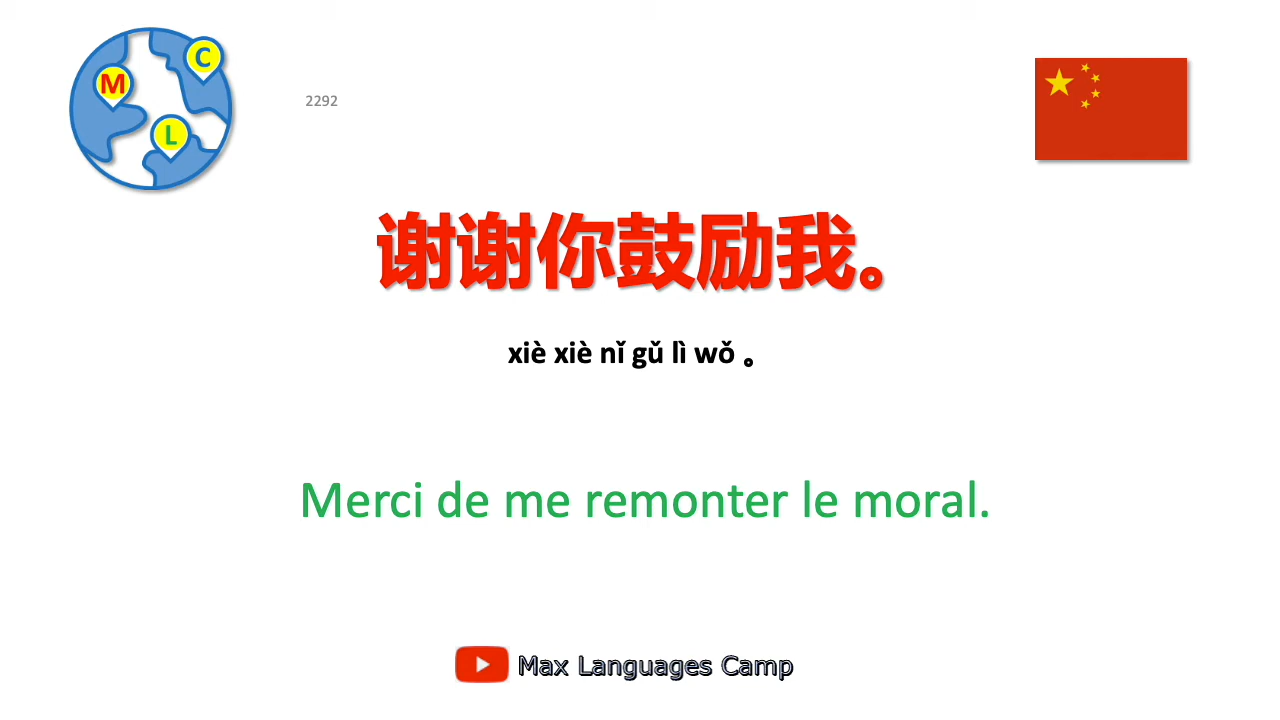 M
C
L
2292
谢谢你鼓励我。
xiè xiè nǐ gǔ lì wǒ 。
Merci de me remonter le moral.
Max Languages Camp